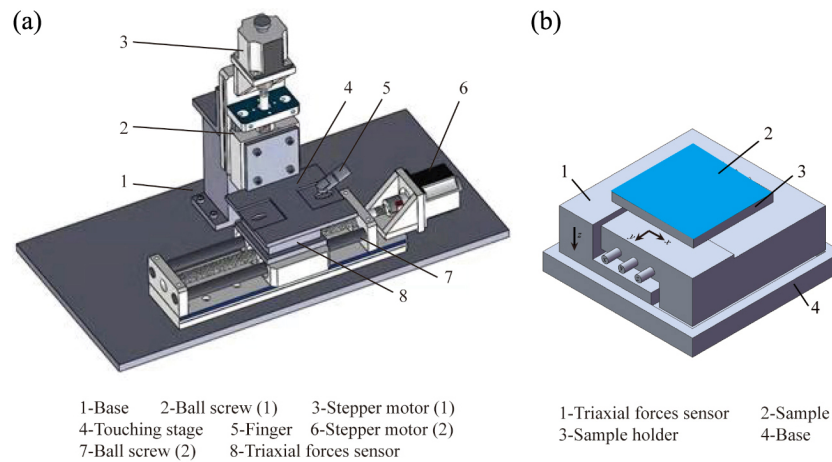 (a)
3
4
5
6
2
1
7
8
1-Base 2-Ball screw (1) 3-Stepper motor (1)
4-Touching stage 5-Finger 6-Stepper motor (2)
7-Ball screw (2) 8-Triaxial forces sensor
(b)
2
1
3
z
y
x
4
1-Triaxial forces sensor 2-Sample
3-Sample holder 4-Base